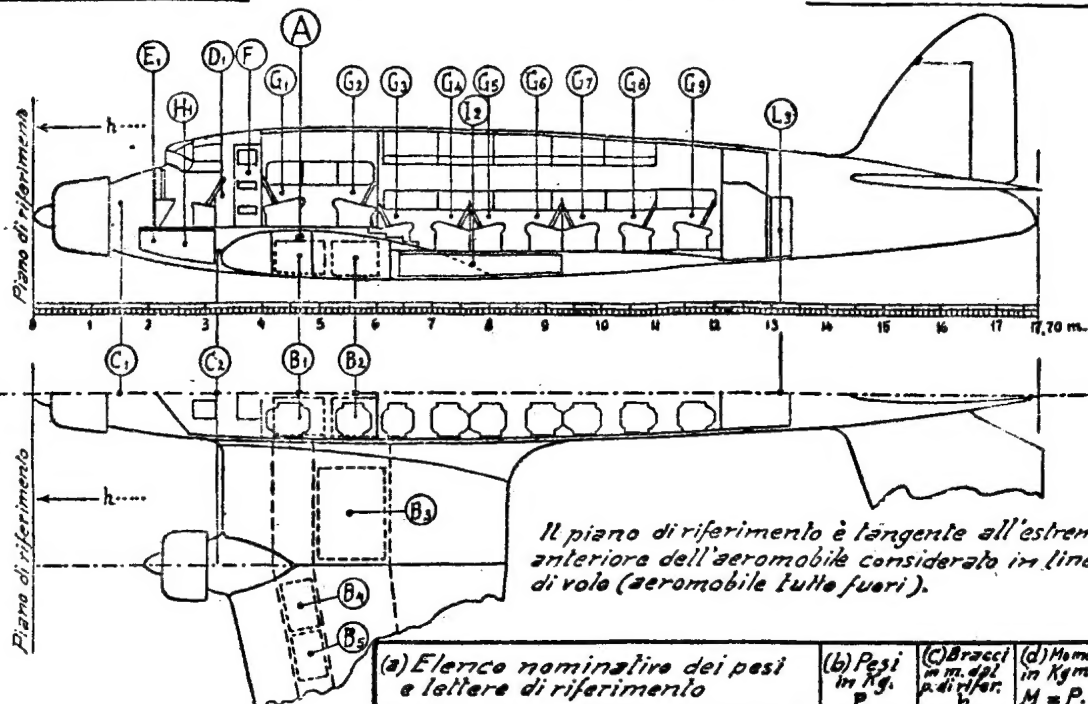 A
E₁ D₁ F G₁ G₂ G₃ G₄ G₅ G₆ G₇ G₈ G₉
H₁ I₂ L₃
Piano di riferimento
h.....
0 1 2 3 4 5 6 7 8 9 10 11 12 13 14 15 16 17 17,70 m.
C₁ C₂ B₁ B₂
Piano di riferimento
h.....
B₃
B₄
B₅
Il piano di riferimento è tangente all'estrem
anteriore dell'aeromobile considerato in line
di volo (aeromobile tutto fuori).
(a) Elenco nominativo dei pesi
e lettere di riferimento
(b) Pesi
in Kg.
P
(c) Bracci
in m. dal
p. di rifer.
h
(d) Mome
in Kgm
M = P.